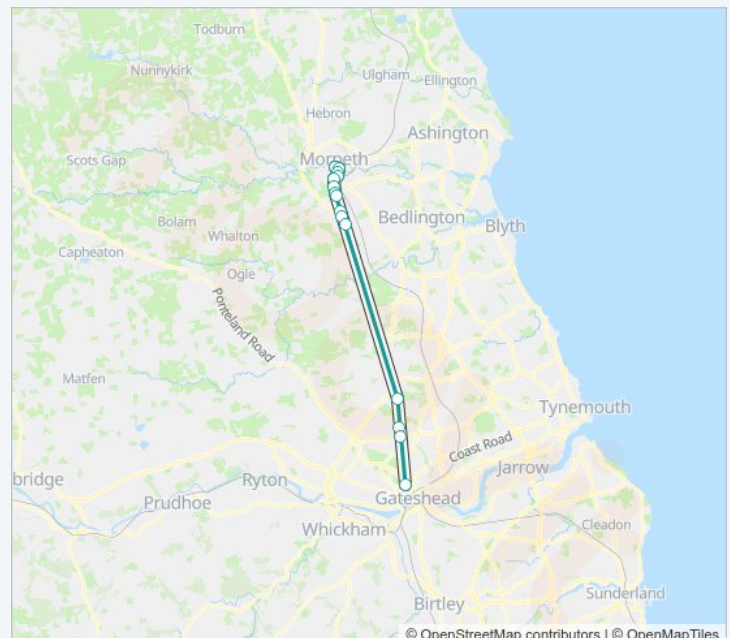 Todburn
Nunnykirk
Ulgham
Ellington
Hebron
Ashington
Scots Gap
Morpeth
Bedlington
Bolam
Whalton
Blyth
Capheaton
Ogle
Ponteland Road
Matfen
Tynemouth
Coast Road
Jarrow
bridge
Ryton
Prudhoe
Gateshead
Whickham
Cleadon
Sunderland
Birtley
© OpenStreetMap contributors | © OpenMapTiles